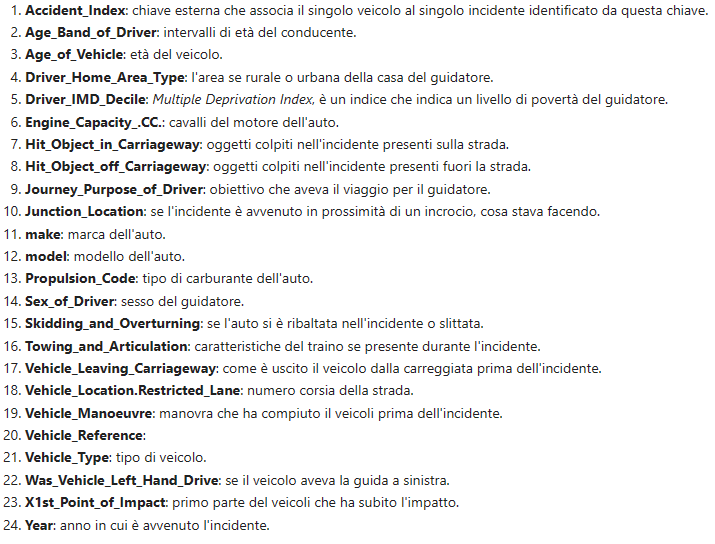 1. Accident_Index: chiave esterna che associa il singolo veicolo al singolo incidente identificato da questa chiave.
2. Age_Band_of_Driver: intervalli di età del conducente.
3. Age_of_Vehicle: età del veicolo.
4. Driver_Home_Area_Type: l'area se rurale o urbana della casa del guidatore.
5. Driver_IMD_Decile: Multiple Deprivation Index, è un indice che indica un livello di povertà del guidatore.
6. Engine_Capacity_.CC.: cavalli del motore dell'auto.
7. Hit_Object_in_Carriageway: oggetti colpiti nell'incidente presenti sulla strada.
8. Hit_Object_off_Carriageway: oggetti colpiti nell'incidente presenti fuori la strada.
9. Journey_Purpose_of_Driver: obiettivo che aveva il viaggio per il guidatore.
10. Junction_Location: se l'incidente è avvenuto in prossimità di un incrocio, cosa stava facendo.
11. make: marca dell'auto.
12. model: modello dell'auto.
13. Propulsion_Code: tipo di carburante dell'auto.
14. Sex_of_Driver: sesso del guidatore.
15. Skidding_and_Overturning: se l'auto si è ribaltata nell'incidente o slittata.
16. Towing_and_Articulation: caratteristiche del traino se presente durante l'incidente.
17. Vehicle_Leaving_Carriageway: come è uscito il veicolo dalla carreggiata prima dell'incidente.
18. Vehicle_Location.Restricted_Lane: numero corsia della strada.
19. Vehicle_Manoeuvre: manovra che ha compiuto il veicoli prima dell'incidente.
20. Vehicle_Reference:
21. Vehicle_Type: tipo di veicolo.
22. Was_Vehicle_Left_Hand_Drive: se il veicolo aveva la guida a sinistra.
23. X1st_Point_of_Impact: primo parte del veicoli che ha subito l'impatto.
24. Year: anno in cui è avvenuto l'incidente.